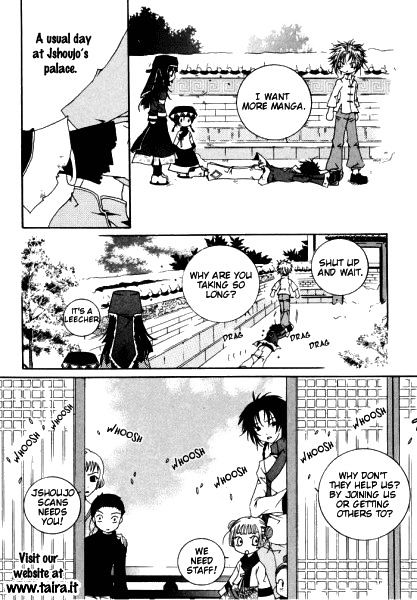 A usual day
at Jshoujo's
palace.
I WANT
MORE MANGA.
SHUT UP
AND WAIT.
WHY ARE YOU
TAKING SO
LONG?
IT'S A
LEECHER
DRAG
DRAG
DRAG
WHOOSH
WHOOSH
WHOOSH
WHOOSH
WHOOSH
WHOOSH
WHY DON'T
THEY HELP US?
BY JOINING US
OR GETTING
OTHERS TO?
JSHOUJO
SCANS
NEEDS
YOU!
WE
NEED
STAFF!
Visit our
website at
www.taira.it